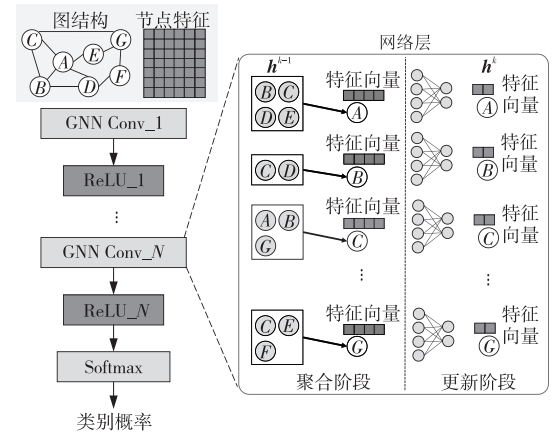 图结构 节点特征
C
A
E
G
B
D
F
GNN Conv_1
ReLU_1
⋮
GNN Conv_N
ReLU_N
Softmax
类别概率
网络层
h^{k-1}
h^k
B C
D E
特征向量
A
特征
向量
A
C D
特征向量
B
特征
向量
B
A B
G
特征向量
C
特征
向量
C
⋮
⋮
C E
F
特征向量
G
特征
向量
G
聚合阶段
更新阶段